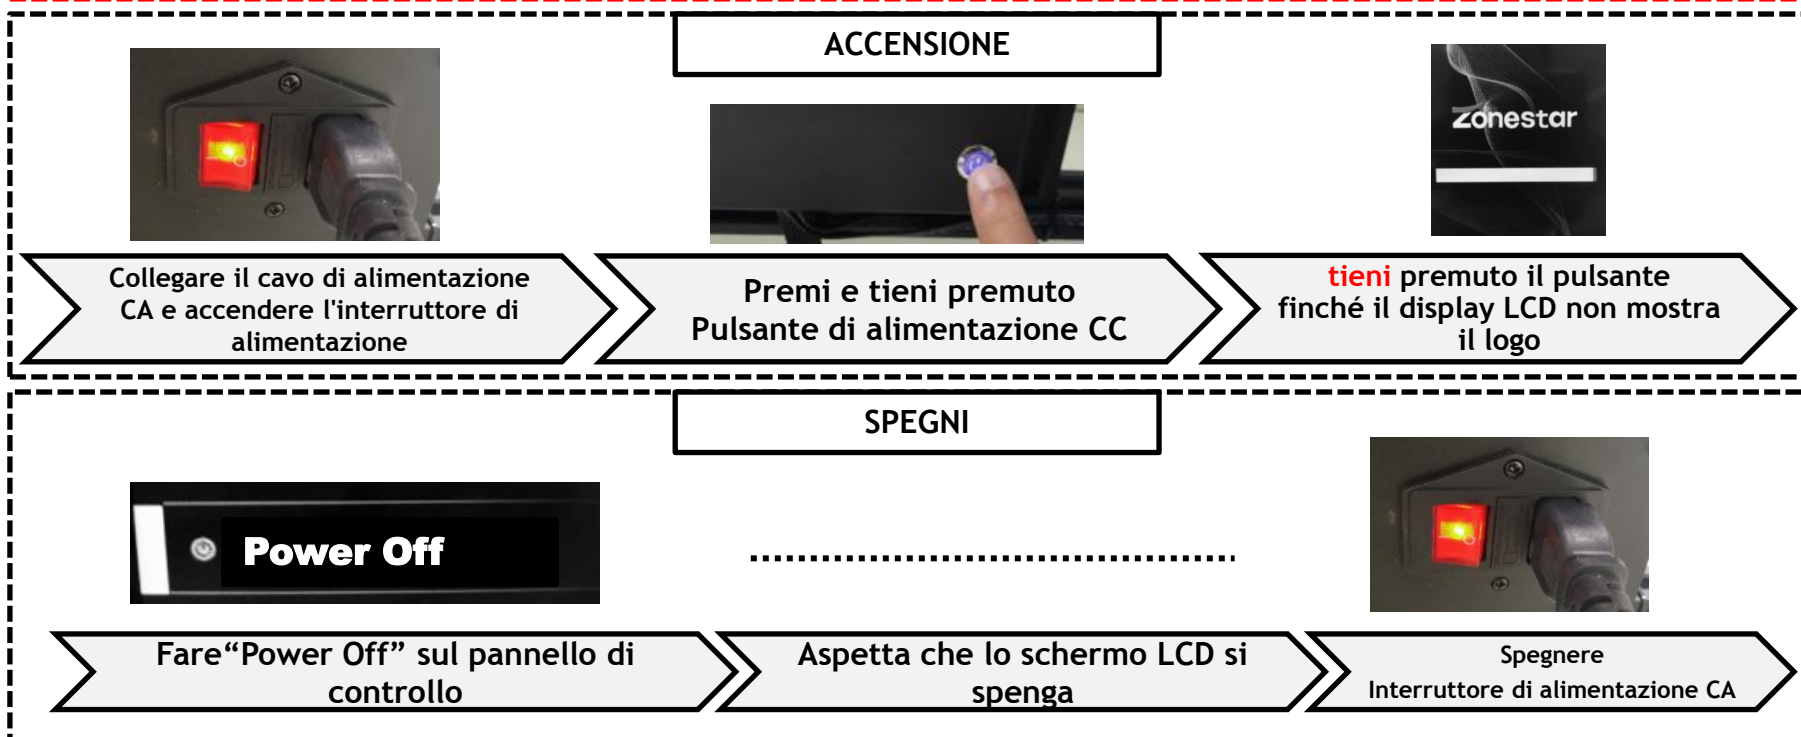 ACCENSIONE
zonestar
Collegare il cavo di alimentazione
CA e accendere l'interruttore di
alimentazione
Premi e tieni premuto
Pulsante di alimentazione CC
tieni premuto il pulsante
finché il display LCD non mostra
il logo
SPEGNI
Power Off
Fare“Power Off” sul pannello di
controllo
Aspetta che lo schermo LCD si
spenga
Spegnere
Interruttore di alimentazione CA